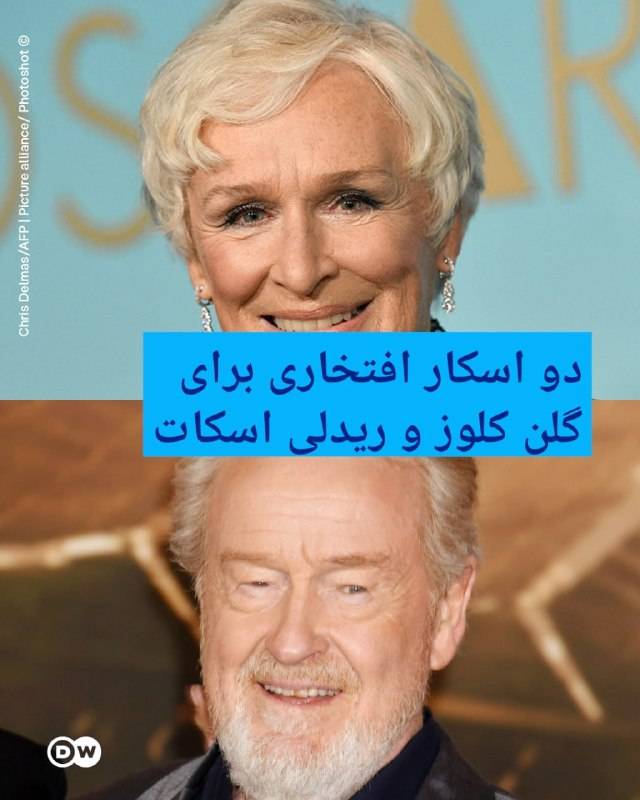 Chris Delmas/AFP | Picture alliance/ Photoshot ©
دو اسکار افتخاری برای
گلن کلوز و ریدلی اسکات
DW